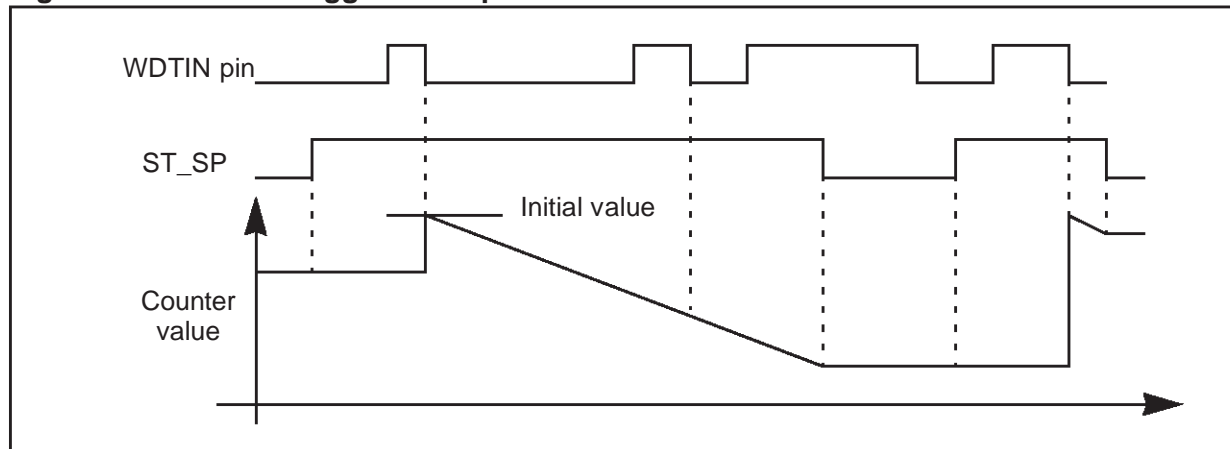 WDTIN pin
ST_SP
Initial value
Counter
value